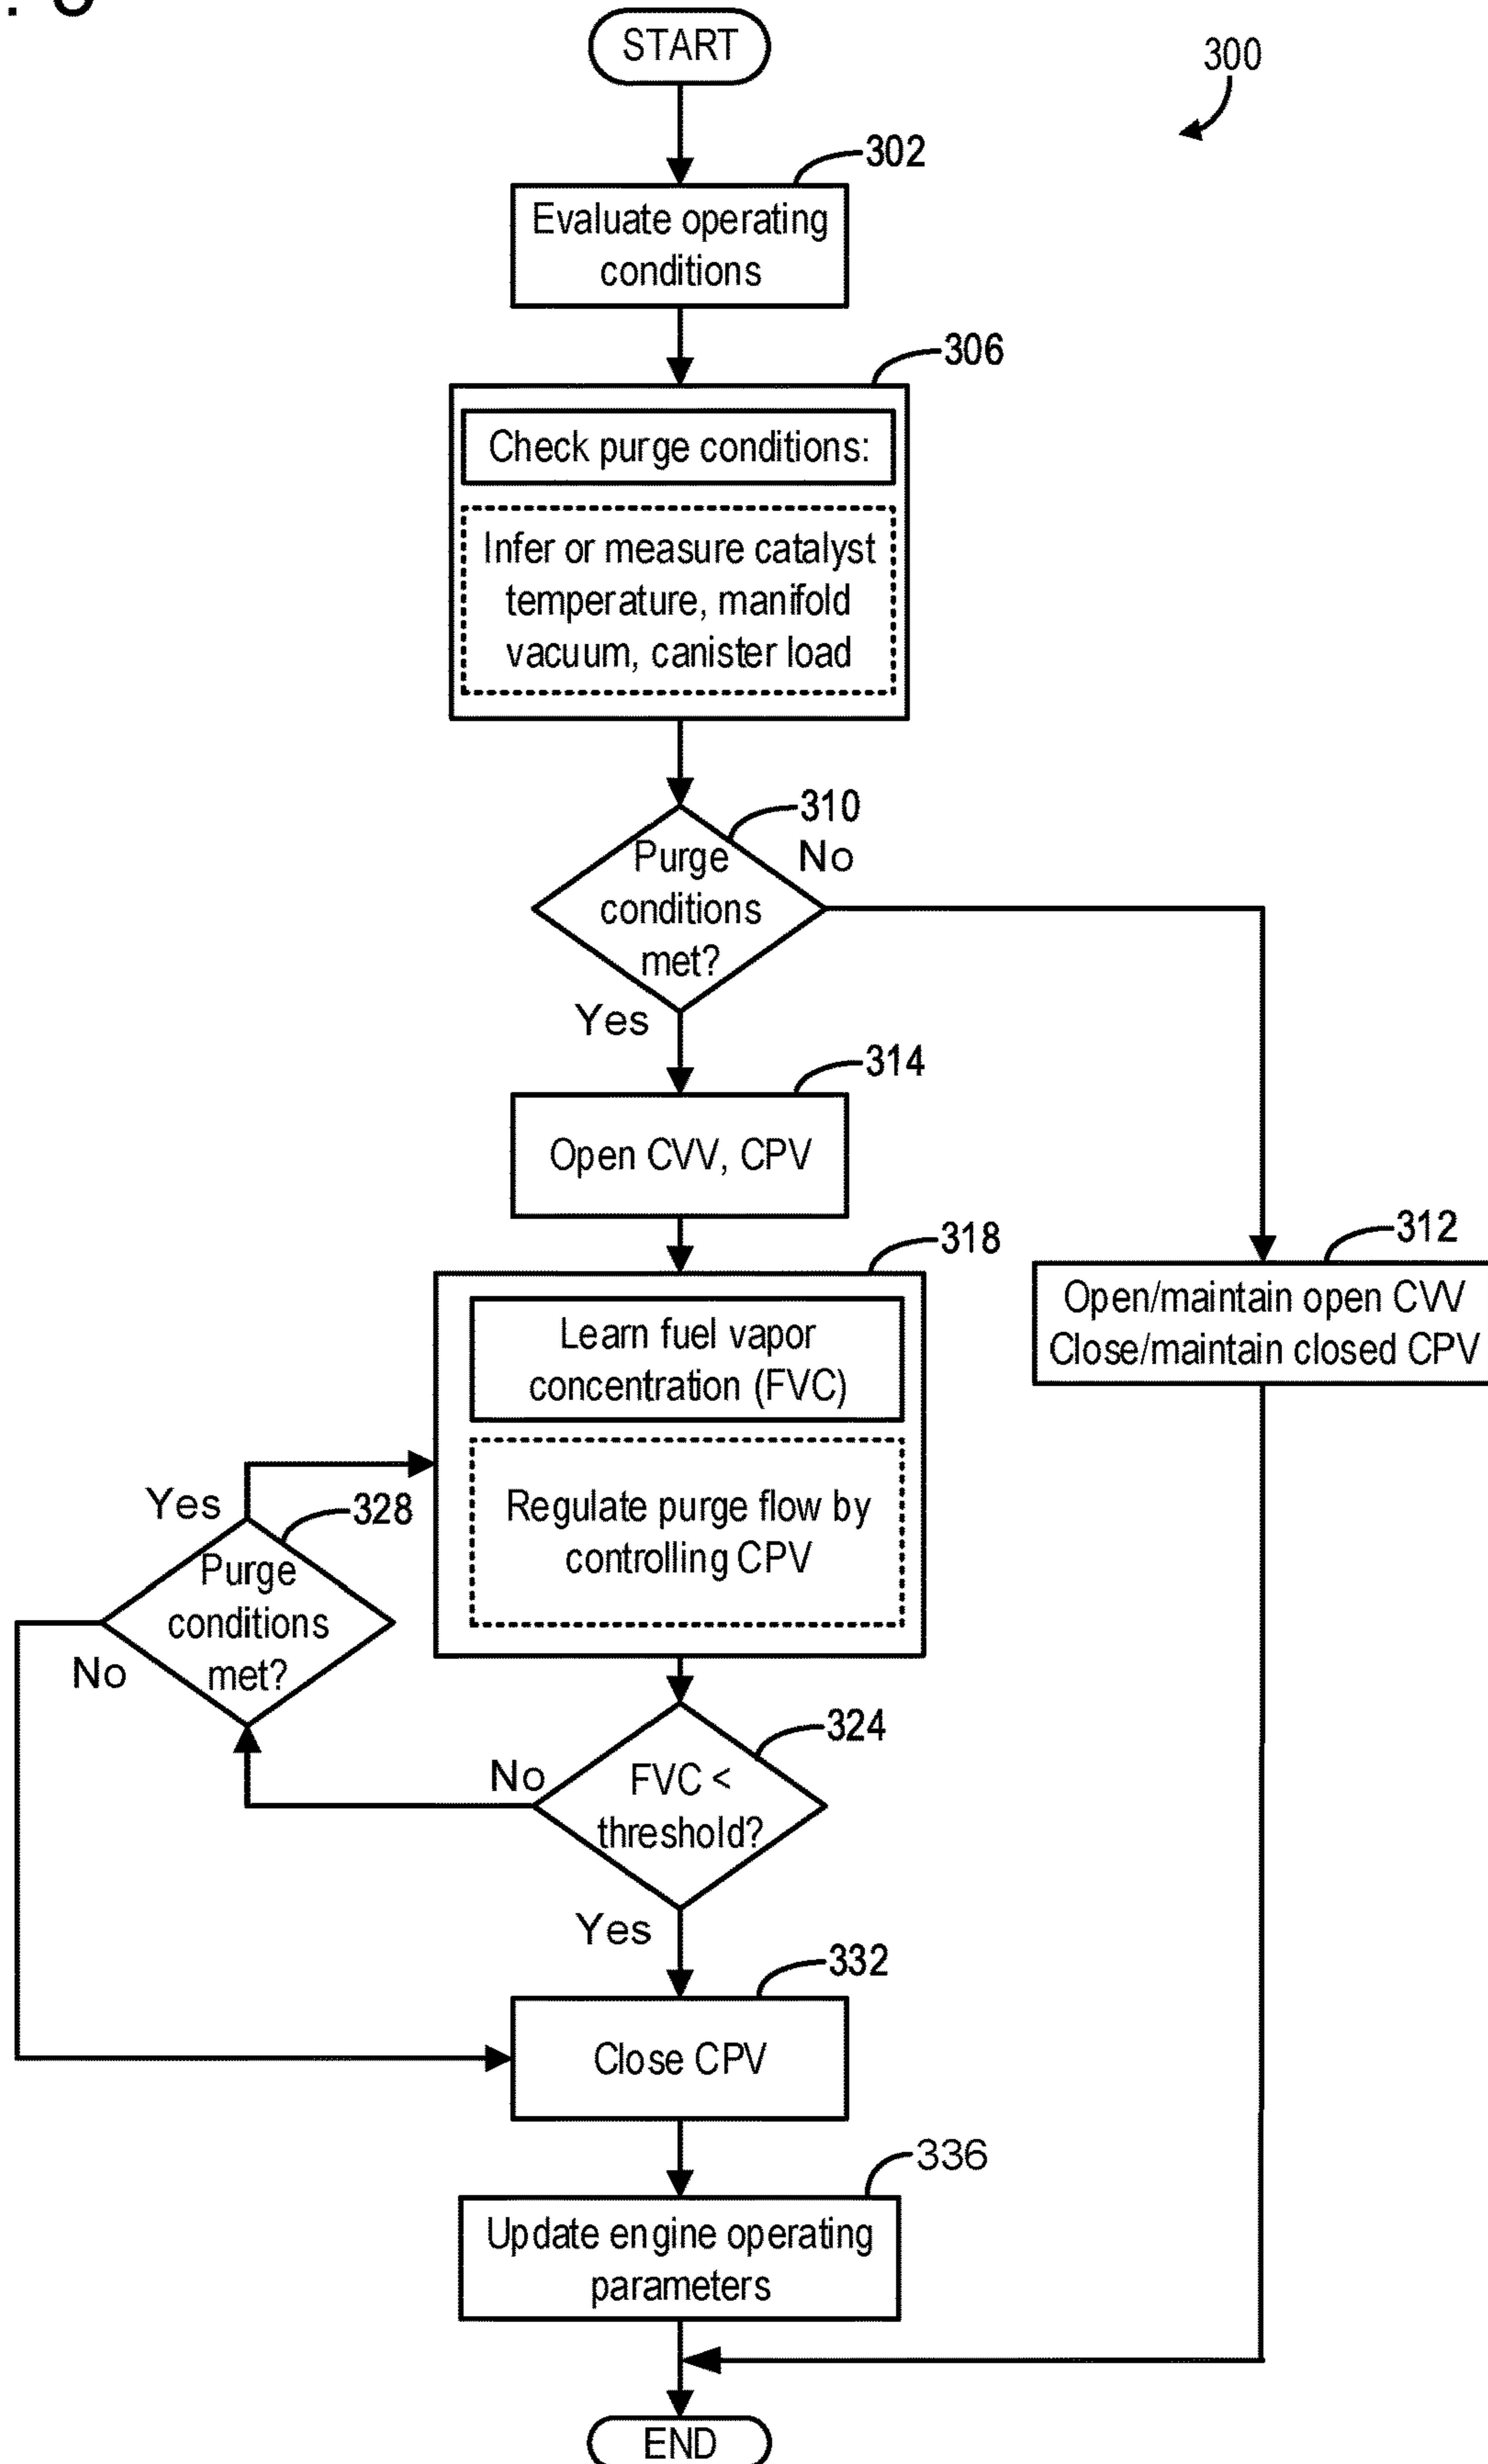 START
300
302
Evaluate operating
conditions
306
Check purge conditions:
Infer or measure catalyst
temperature, manifold
vacuum, canister load
310
Purge
conditions
met?
No
Yes
314
Open CVV, CPV
318
Learn fuel vapor
concentration (FVC)
Regulate purge flow by
controlling CPV
312
Open/maintain open CVV
Close/maintain closed CPV
Yes
328
Purge
conditions
met?
No
324
FVC <
threshold?
No
Yes
332
Close CPV
336
Update engine operating
parameters
END